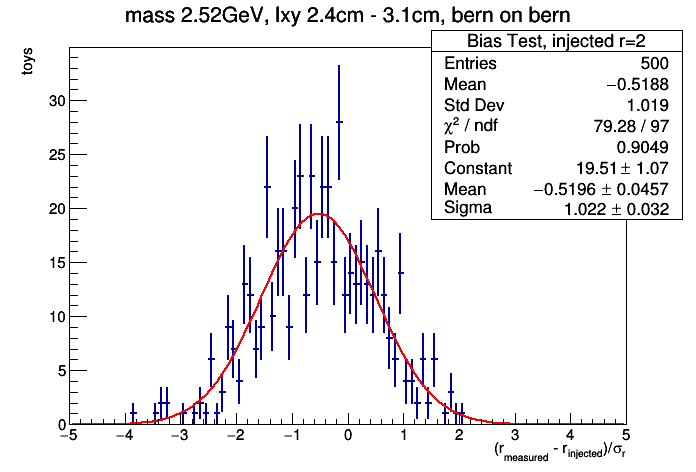 mass 2.52GeV, lxy 2.4cm - 3.1cm, bern on bern
toys
Bias Test, injected r=2
Entries 500
Mean −0.5188
Std Dev 1.019
χ² / ndf 79.28 / 97
Prob 0.9049
Constant 19.51 ± 1.07
Mean −0.5196 ± 0.0457
Sigma 1.022 ± 0.032
30
25
20
15
10
5
0
−5 −4 −3 −2 −1 0 1 2 3 4 5
(r_measured - r_injected)/σ_r